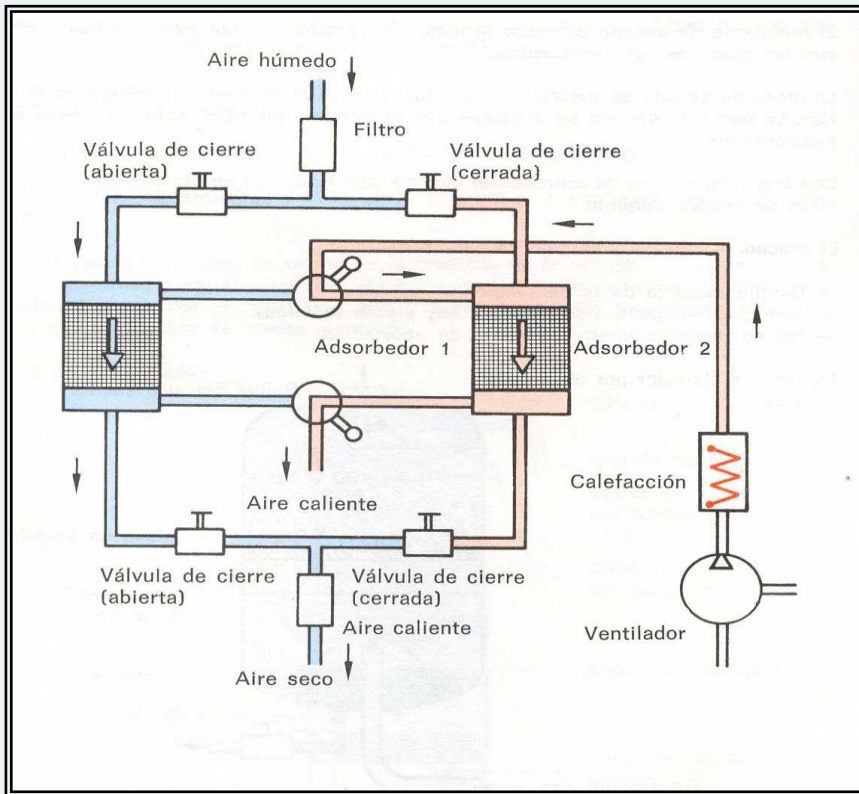 Aire húmedo
Filtro
Válvula de cierre
(abierta)
Válvula de cierre
(cerrada)
Adsorbedor 1
Adsorbedor 2
Aire caliente
Calefacción
Válvula de cierre
(abierta)
Válvula de cierre
(cerrada)
Aire caliente
Ventilador
Aire seco